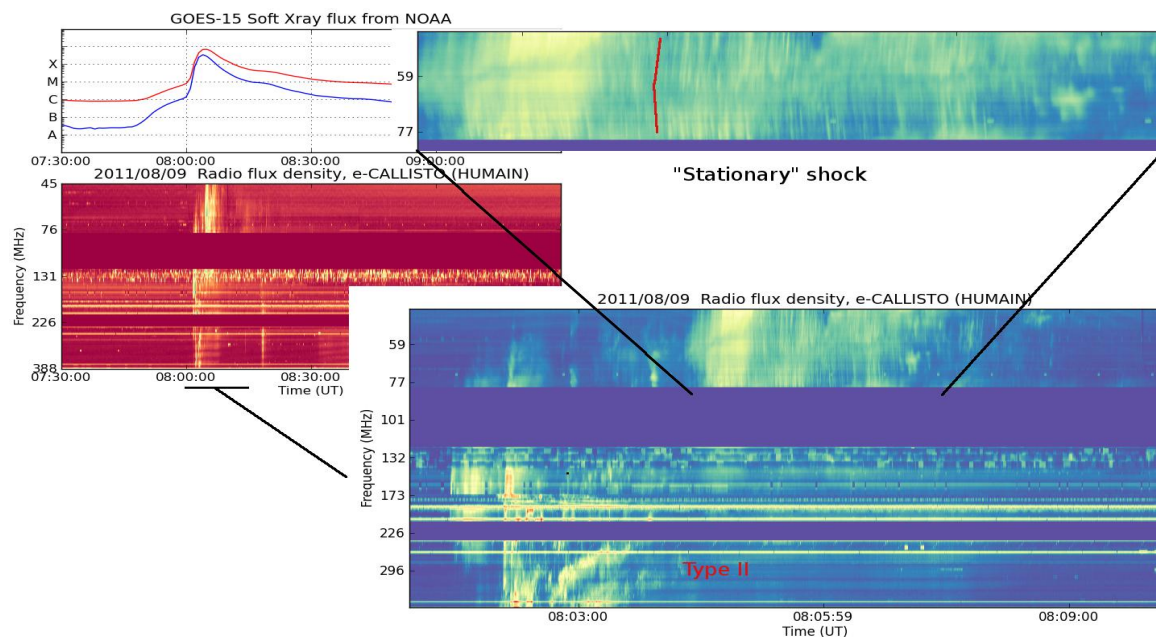 GOES-15 Soft Xray flux from NOAA
X
M
C
B
A
07:30:00 08:00:00 08:30:00 09:00:00
59
77
"Stationary" shock
2011/08/09 Radio flux density, e-CALLISTO (HUMAIN)
Frequency (MHz)
45
76
131
226
388
07:30:00 08:00:00 08:30:00
Time (UT)
2011/08/09 Radio flux density, e-CALLISTO (HUMAIN)
Frequency (MHz)
59
77
101
132
173
226
296
Type II
08:03:00 08:05:59 08:09:00
Time (UT)